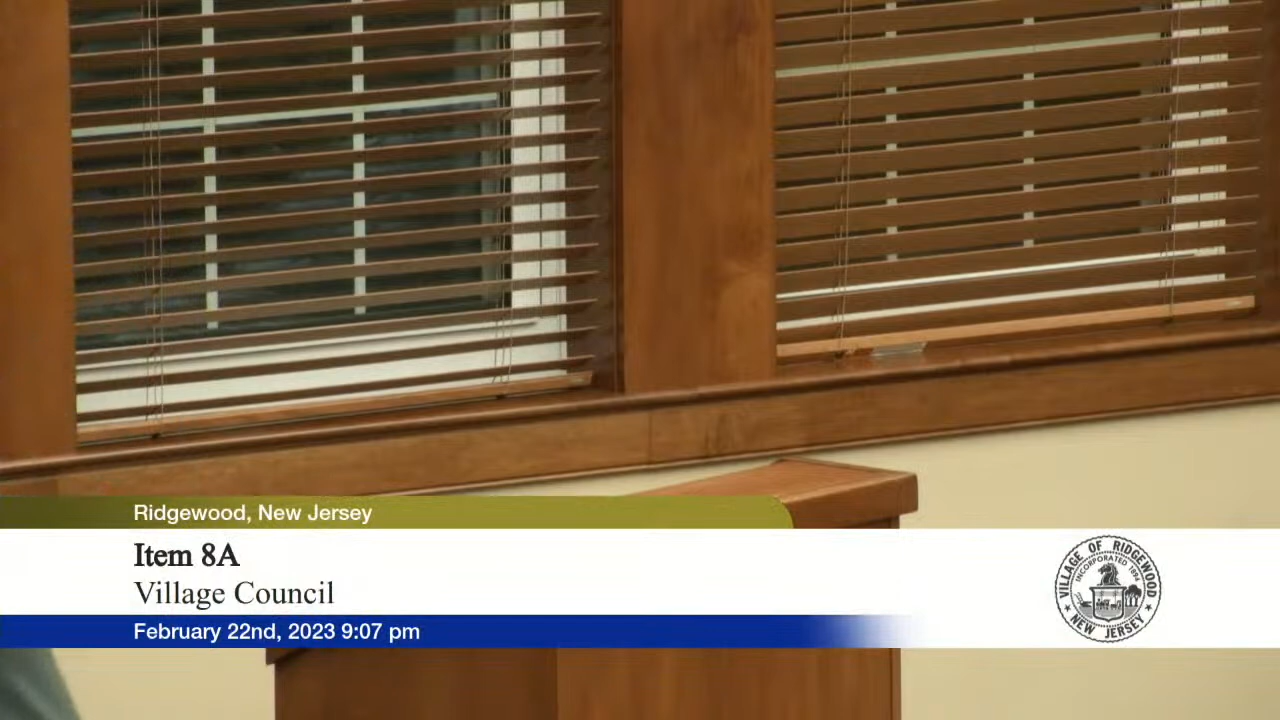 Ridgewood, New Jersey
Item 8A
Village Council
February 22nd, 2023 9:07 pm
VILLAGE OF RIDGEWOOD
INCORPORATED 1894
NEW JERSEY